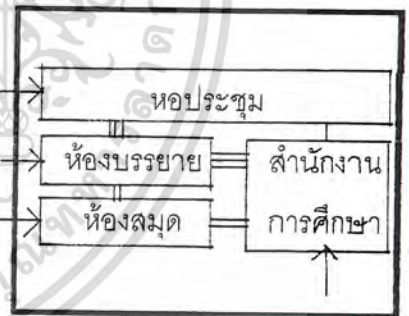 หอประชุม
ห้องบรรยาย
สำนักงาน
ห้องสมุด
การศึกษา